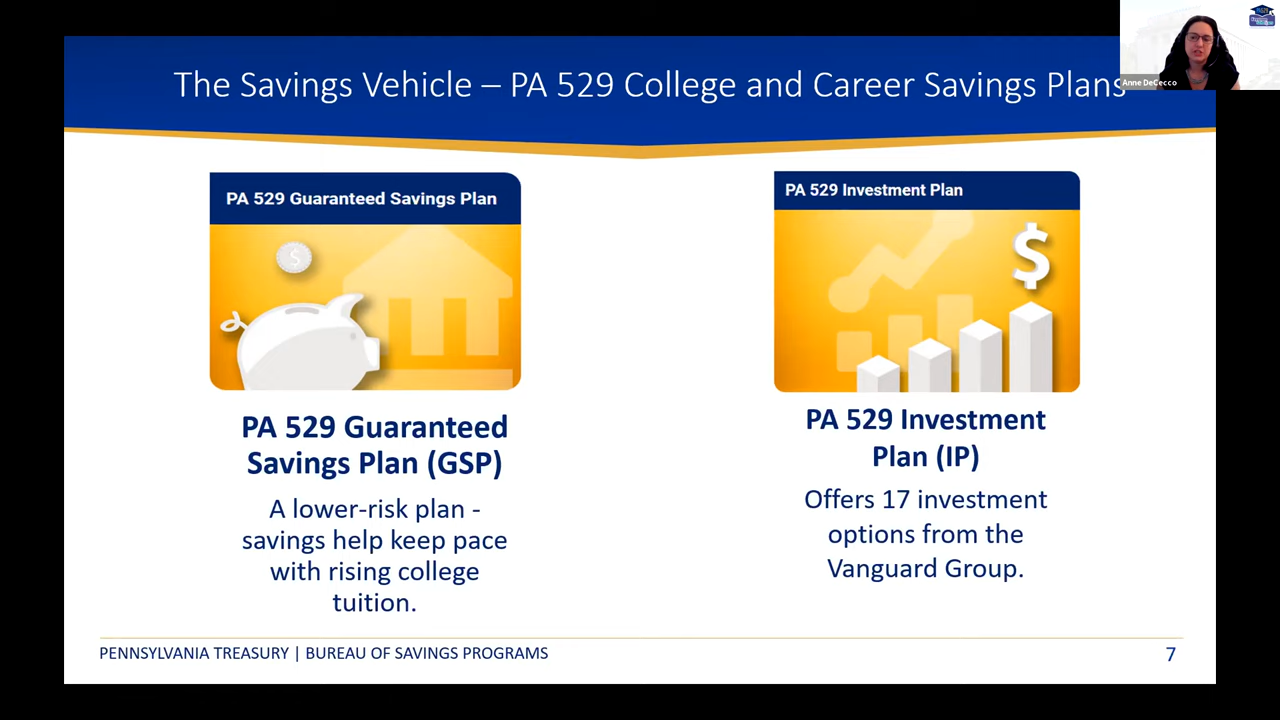 The Savings Vehicle – PA 529 College and Career Savings Plans
Anne DeCecco
PA 529 Guaranteed Savings Plan
$
PA 529 Guaranteed
Savings Plan (GSP)
A lower-risk plan -
savings help keep pace
with rising college
tuition.
PA 529 Investment Plan
$
PA 529 Investment
Plan (IP)
Offers 17 investment
options from the
Vanguard Group.
PENNSYLVANIA TREASURY | BUREAU OF SAVINGS PROGRAMS
7